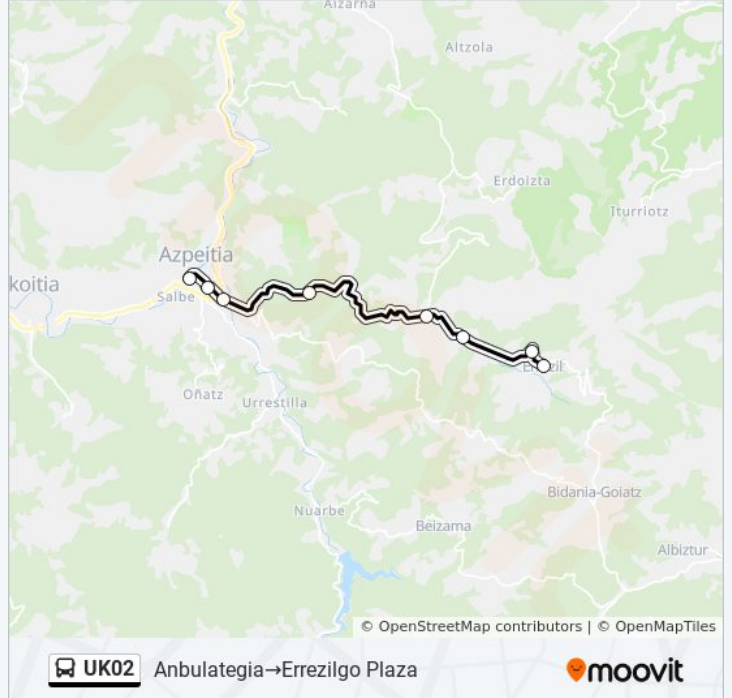 Aizarna
Altzola
Erdoizta
Iturriotz
Azpeitia
koitia
Salbe
Errezil
Oñatz
Urrestilla
Bidania-Goiatz
Nuarbe
Beizama
Albiztur
© OpenStreetMap contributors | © OpenMapTiles
UK02 Anbulategia→Errezilgo Plaza
moovit